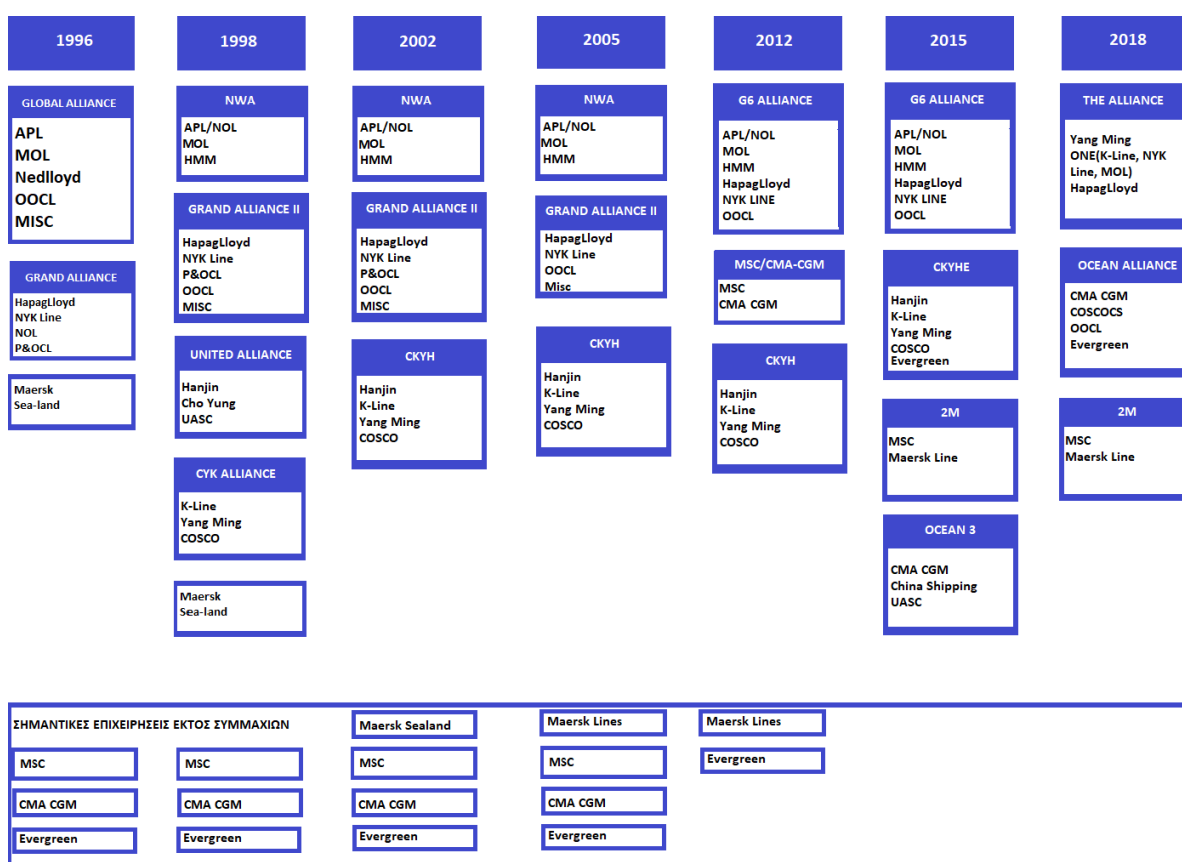 1996
1998
2002
2005
2012
2015
2018
GLOBAL ALLIANCE
APL
MOL
Nedlloyd
OOCL
MISC
GRAND ALLIANCE
HapagLloyd
NYK Line
NOL
P&OCL
Maersk
Sea-land
NWA
APL/NOL
MOL
HMM
GRAND ALLIANCE II
HapagLloyd
NYK Line
P&OCL
OOCL
MISC
UNITED ALLIANCE
Hanjin
Cho Yung
UASC
CYK ALLIANCE
K-Line
Yang Ming
COSCO
Maersk
Sea-land
NWA
APL/NOL
MOL
HMM
GRAND ALLIANCE II
HapagLloyd
NYK Line
P&OCL
OOCL
MISC
CKYH
Hanjin
K-Line
Yang Ming
COSCO
NWA
APL/NOL
MOL
HMM
GRAND ALLIANCE II
HapagLloyd
NYK Line
OOCL
Misc
CKYH
Hanjin
K-Line
Yang Ming
COSCO
G6 ALLIANCE
APL/NOL
MOL
HMM
HapagLloyd
NYK LINE
OOCL
MSC/CMA-CGM
MSC
CMA CGM
CKYH
Hanjin
K-Line
Yang Ming
COSCO
G6 ALLIANCE
APL/NOL
MOL
HMM
HapagLloyd
NYK LINE
OOCL
CKYHE
Hanjin
K-Line
Yang Ming
COSCO
Evergreen
2M
MSC
Maersk Line
OCEAN 3
CMA CGM
China Shipping
UASC
THE ALLIANCE
Yang Ming
ONE(K-Line, NYK
Line, MOL)
HapagLloyd
OCEAN ALLIANCE
CMA CGM
COSCOCS
OOCL
Evergreen
2M
MSC
Maersk Line
ΣΗΜΑΝΤΙΚΕΣ ΕΠΙΧΕΙΡΗΣΕΙΣ ΕΚΤΟΣ ΣΥΜΜΑΧΙΩΝ
MSC
CMA CGM
Evergreen
MSC
CMA CGM
Evergreen
Maersk Sealand
MSC
CMA CGM
Evergreen
Maersk Lines
MSC
CMA CGM
Evergreen
Maersk Lines
Evergreen